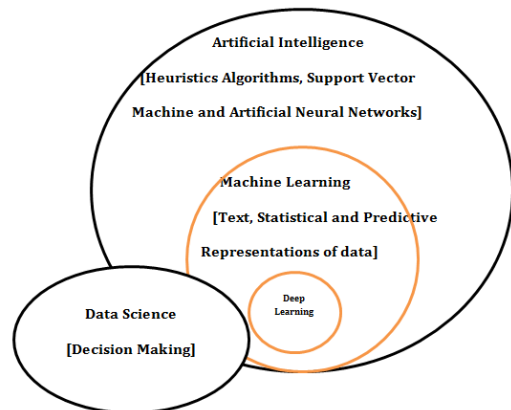 Artificial Intelligence
[Heuristics Algorithms, Support Vector
Machine and Artificial Neural Networks]
Machine Learning
[Text, Statistical and Predictive
Representations of data]
Deep
Learning
Data Science
[Decision Making]